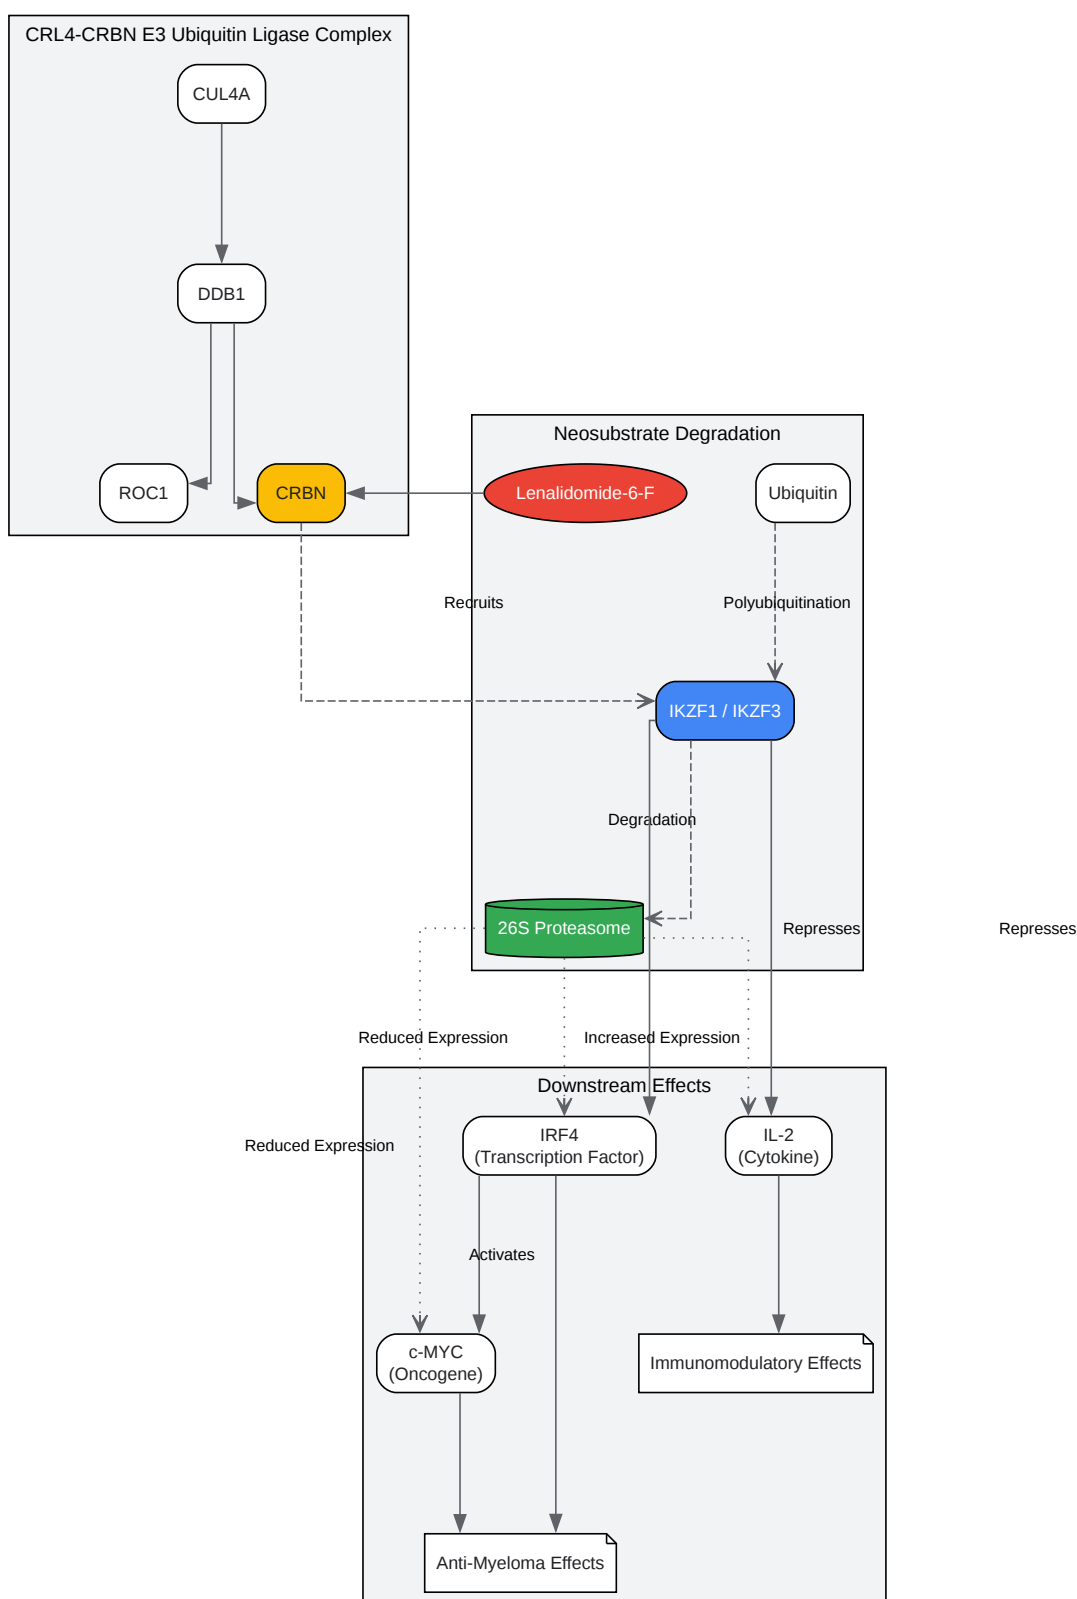 CRL4-CRBN E3 Ubiquitin Ligase Complex
CUL4A
DDB1
Neosubstrate Degradation
ROC1
CRBN
Lenalidomide-6-F
Ubiquitin
Recruits
Polyubiquitination
IKZF1 / IKZF3
Degradation
26S Proteasome
Represses
Represses
Reduced Expression
Increased Expression
Downstream Effects
IRF4
(Transcription Factor)
IL-2
(Cytokine)
Reduced Expression
Activates
c-MYC
(Oncogene)
Immunomodulatory Effects
Anti-Myeloma Effects